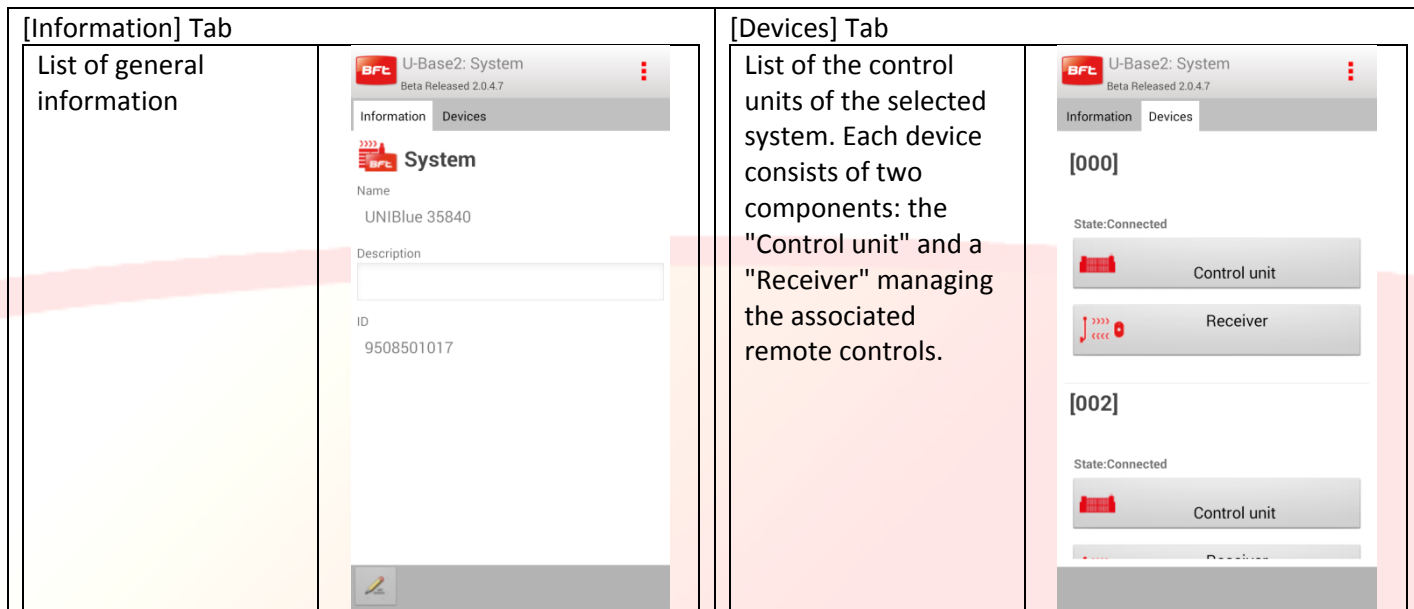 [Information] Tab
List of general
information
BFt U-Base2: System
Beta Released 2.0.4.7
Information Devices
BFt System
Name
UNIBlue 35840
Description
ID
9508501017
[Devices] Tab
List of the control
units of the selected
system. Each device
consists of two
components: the
"Control unit" and a
"Receiver" managing
the associated
remote controls.
BFt U-Base2: System
Beta Released 2.0.4.7
Information Devices
[000]
State:Connected
Control unit
Receiver
[002]
State:Connected
Control unit